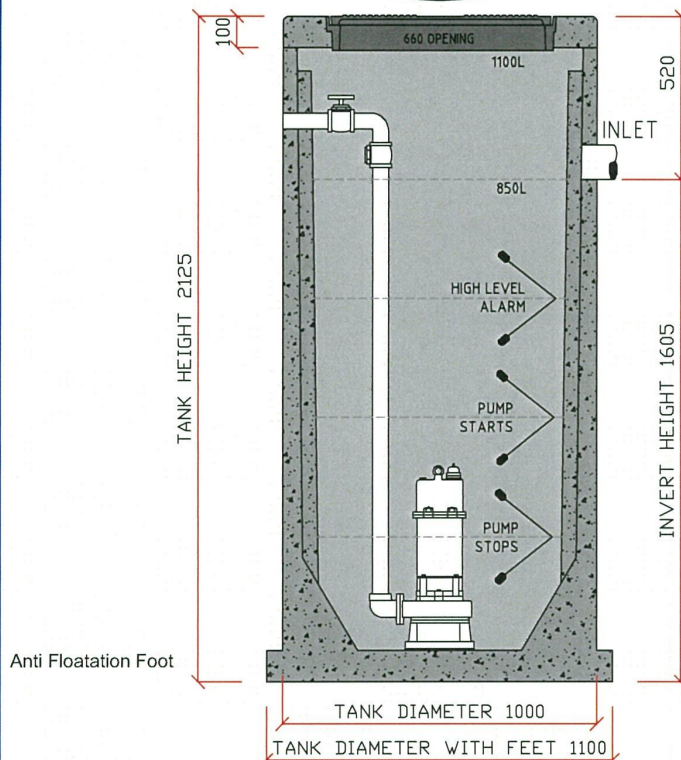 100
660 OPENING
1100L
520
INLET
850L
HIGH LEVEL
ALARM
TANK HEIGHT 2125
PUMP
STARTS
INVERT HEIGHT 1605
PUMP
STOPS
Anti Floatation Foot
TANK DIAMETER 1000
TANK DIAMETER WITH FEET 1100